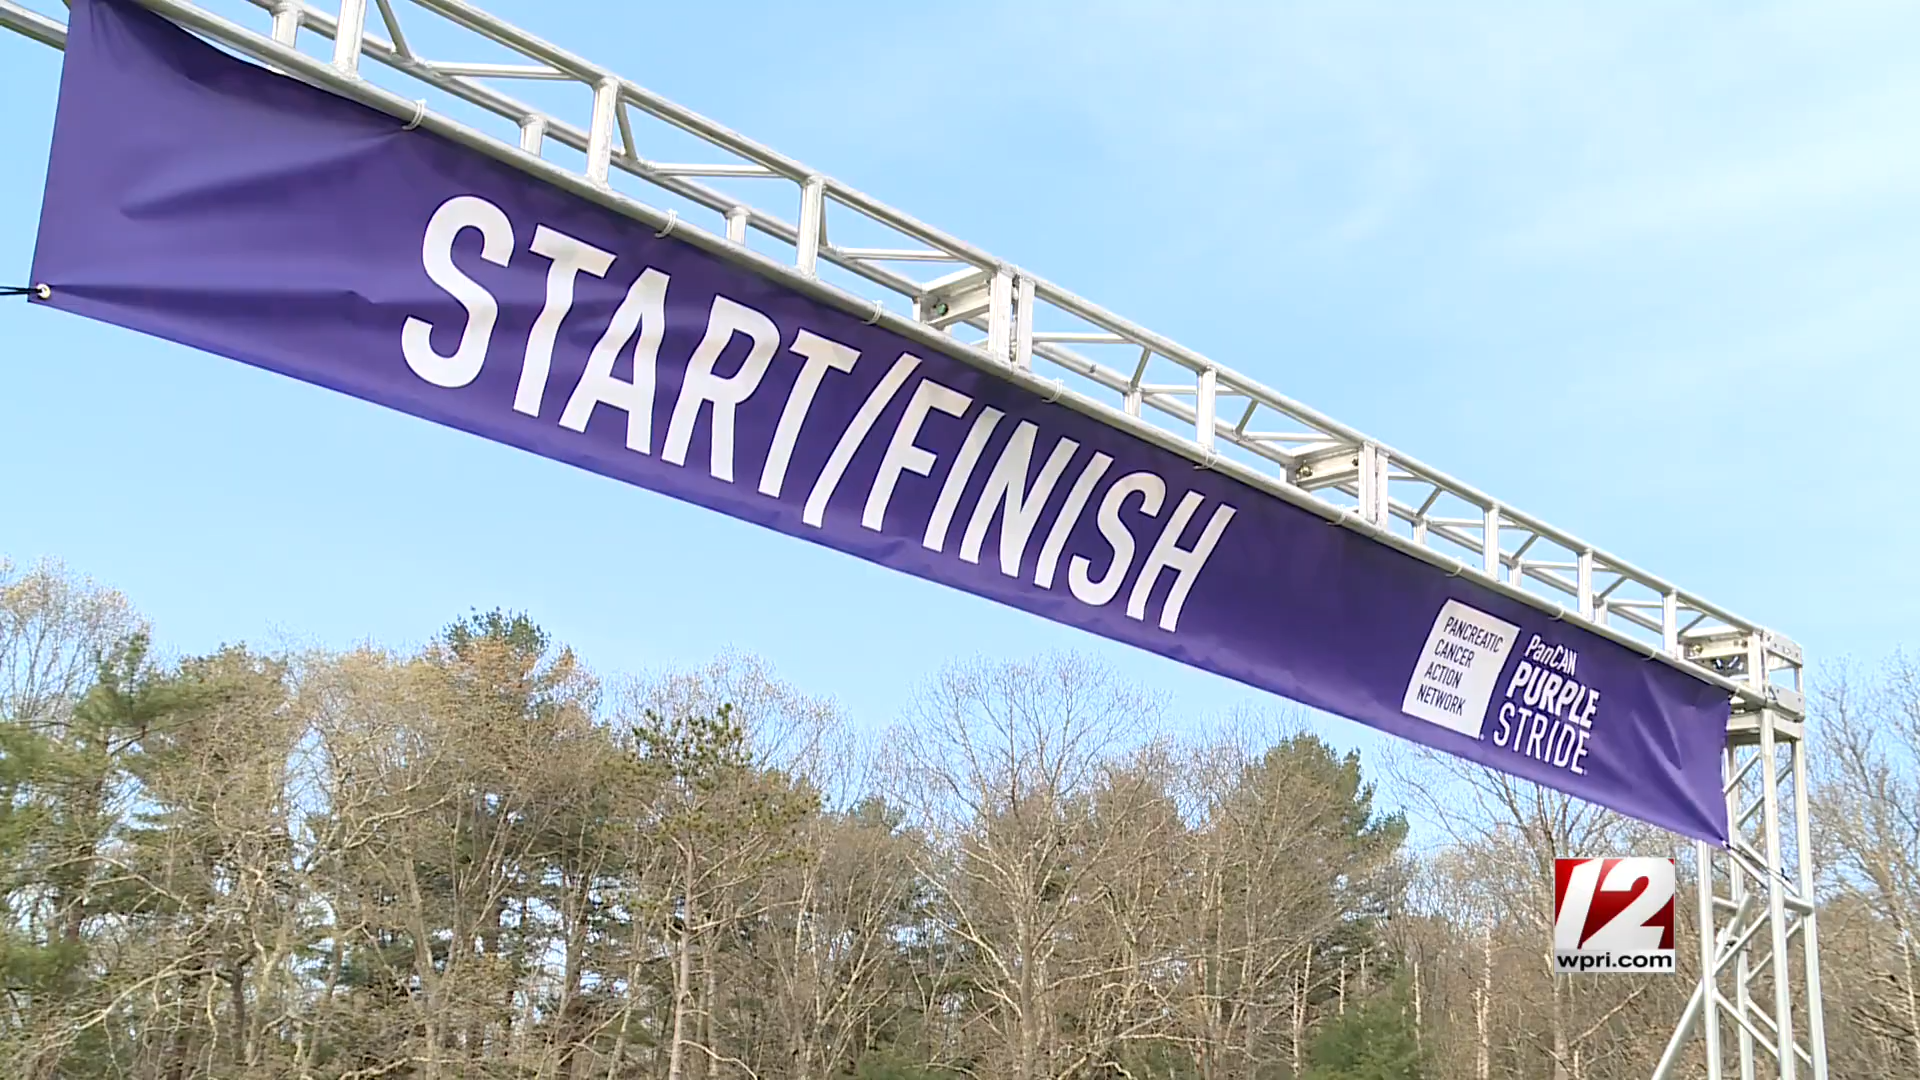 START/FINISH
PANCREATIC
CANCER
ACTION
NETWORK
PanCAN
PURPLE
STRIDE
12
wpri.com